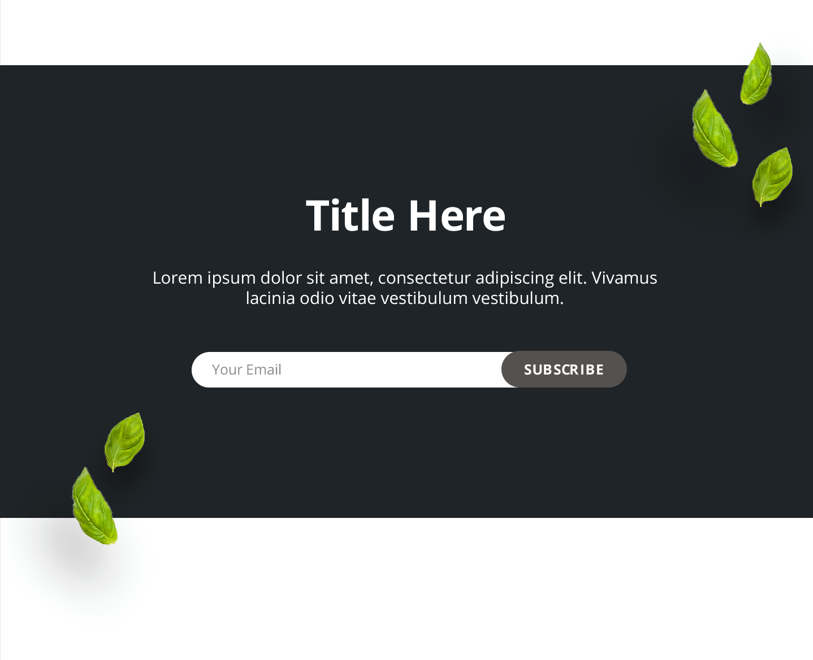 Title Here
Lorem ipsum dolor sit amet, consectetur adipiscing elit. Vivamus
lacinia odio vitae vestibulum vestibulum.
Your Email
SUBSCRIBE